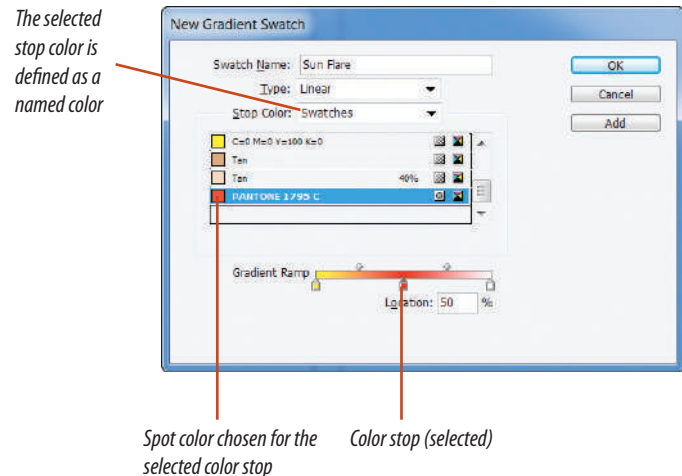 The selected
stop color is
defined as a
named color
New Gradient Swatch
Swatch Name: Sun Flare
OK
Type: Linear
Cancel
Stop Color: Swatches
Add
C=0 M=0 Y=100 K=0
Tan
Tan 40%
PANTONE 1795 C
Gradient Ramp
Location: 50 %
Spot color chosen for the
selected color stop
Color stop (selected)